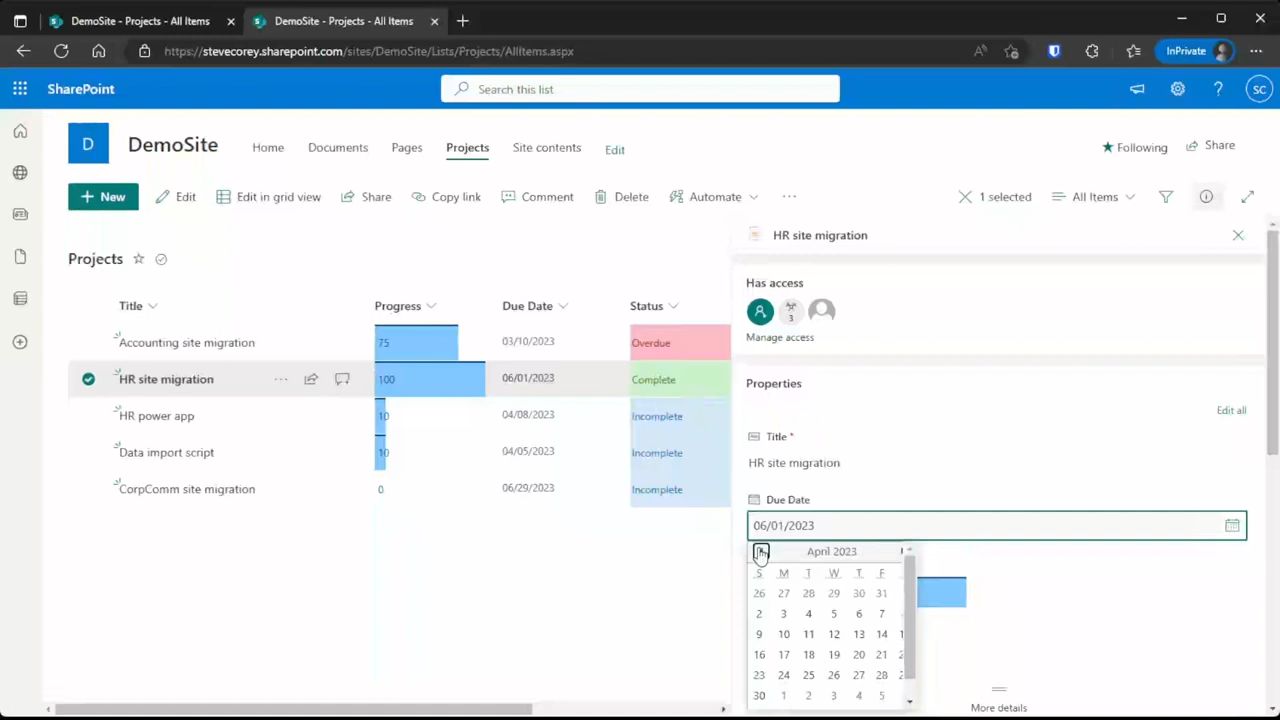 DemoSite - Projects - All Items
DemoSite - Projects - All Items
https://stevecorey.sharepoint.com/sites/DemoSite/Lists/Projects/AllItems.aspx
InPrivate
SharePoint
Search this list
SC
D
DemoSite
Home
Documents
Pages
Projects
Site contents
Edit
Following
Share
New
Edit
Edit in grid view
Share
Copy link
Comment
Delete
Automate
1 selected
All Items
Projects
Title
Progress
Due Date
Status
Accounting site migration
75
03/10/2023
Overdue
HR site migration
100
06/01/2023
Complete
HR power app
10
04/08/2023
Incomplete
Data import script
10
04/05/2023
Incomplete
CorpComm site migration
0
06/29/2023
Incomplete
HR site migration
Has access
3
Manage access
Properties
Edit all
Title *
HR site migration
Due Date
06/01/2023
April 2023
S M T W T F
26 27 28 29 30 31
2 3 4 5 6 7
9 10 11 12 13 14
16 17 18 19 20 21
23 24 25 26 27 28
30 1 2 3 4 5
More details